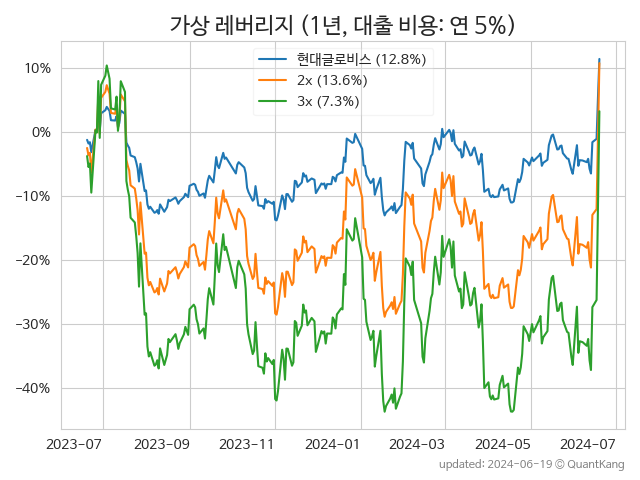 가상 레버리지 (1년, 대출 비용: 연 5%)
현대글로비스 (12.8%)
2x (13.6%)
3x (7.3%)
10%
0%
−10%
−20%
−30%
−40%
2023−07 2023−09 2023−11 2024−01 2024−03 2024−05 2024−07
updated: 2024−06−19 © QuantKang